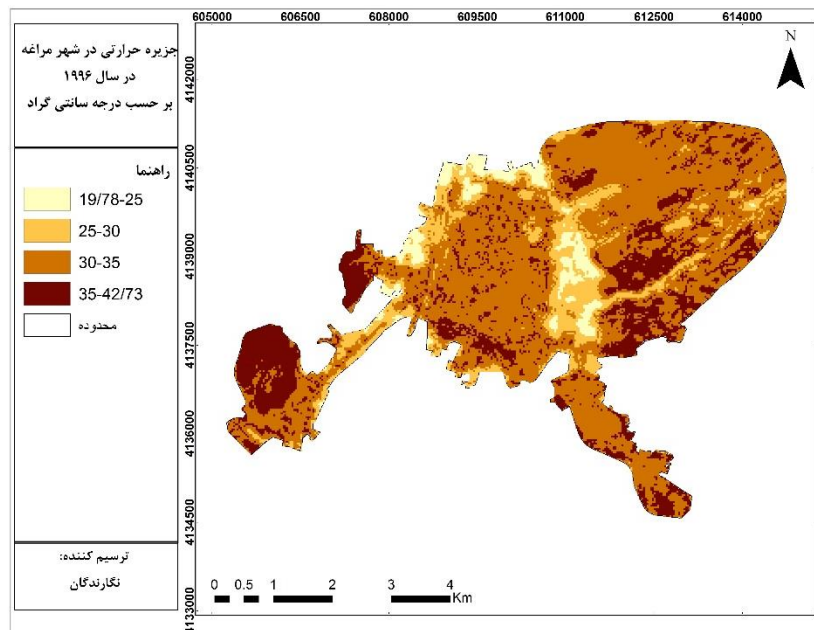 جزیره حرارتی در شهر مراغه
در سال ۱۹۹۶
بر حسب درجه سانتی گراد
راهنما
19/78-25
25-30
30-35
35-42/73
محدوده
ترسیم کننده:
نگارندگان
605000 606500 608000 609500 611000 612500 614000
4142000
4140500
4139000
4137500
4136000
4134500
4133000
N
0 0.5 1 2 3 4
Km